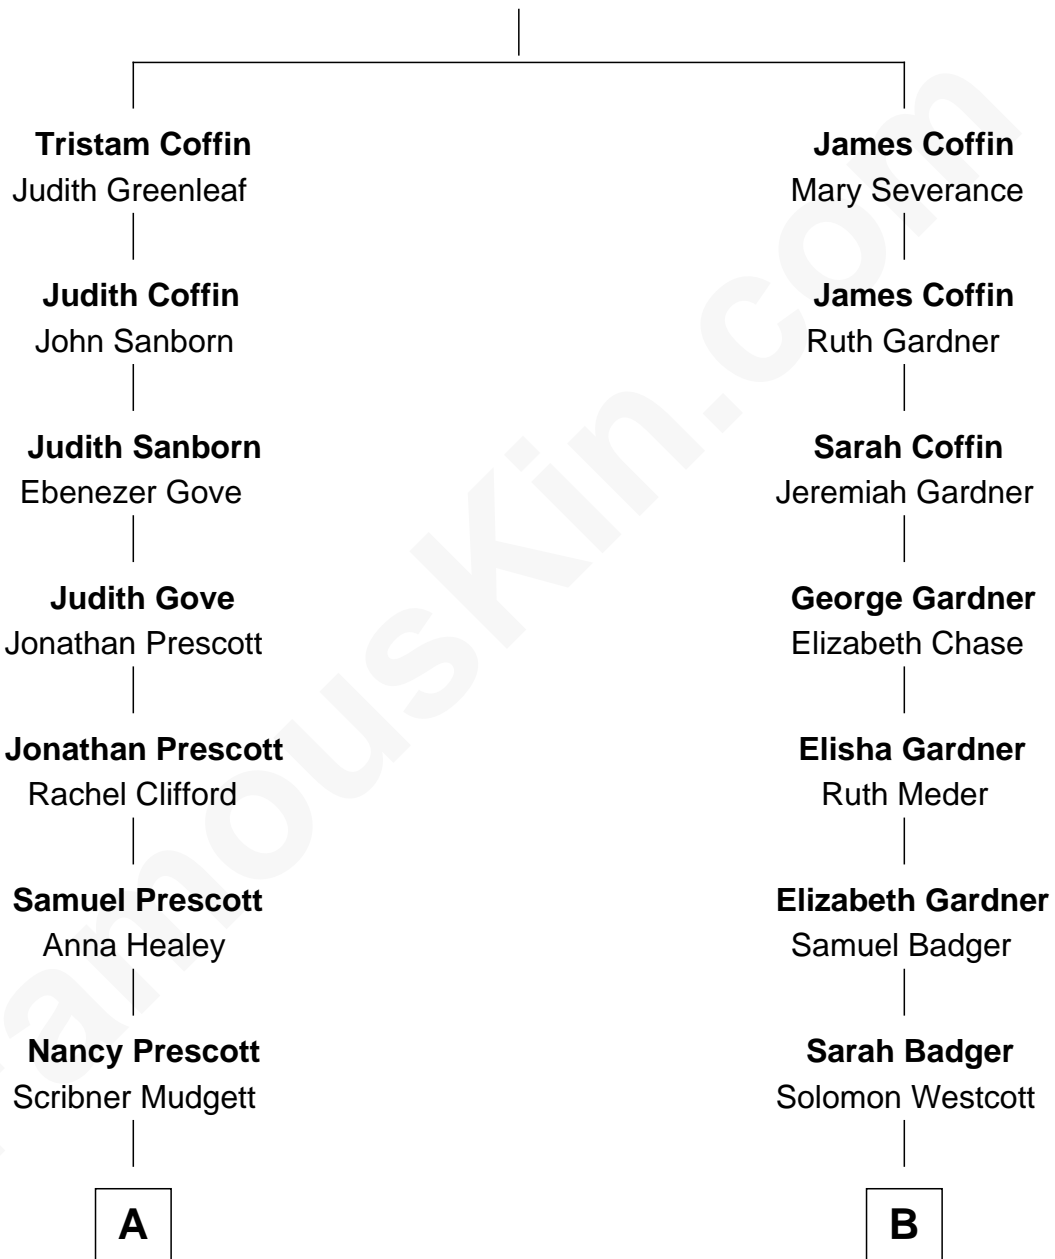 Tristam Coffin
Judith Greenleaf
Judith Coffin
John Sanborn
Judith Sanborn
Ebenezer Gove
Judith Gove
Jonathan Prescott
Jonathan Prescott
Rachel Clifford
Samuel Prescott
Anna Healey
Nancy Prescott
Scribner Mudgett
A
James Coffin
Mary Severance
James Coffin
Ruth Gardner
Sarah Coffin
Jeremiah Gardner
George Gardner
Elizabeth Chase
Elisha Gardner
Ruth Meder
Elizabeth Gardner
Samuel Badger
Sarah Badger
Solomon Westcott
B
FamousKin.com